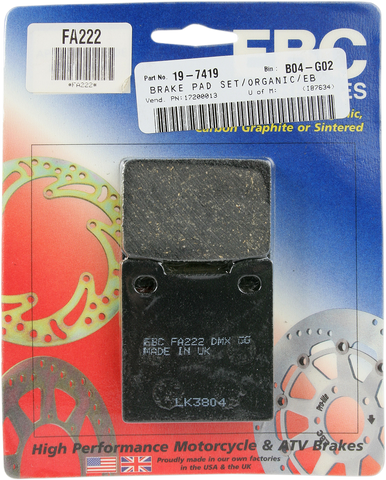 FA222
*FA222*
EBC
Part No. 19-7419 Bin: B04-G02
BRAKE PAD SET/ORGANIC/EB
Vend. PN:17200013 U of M: (187634)
Carbon Graphite or Sintered
EBC FA222 DMX GG
MADE IN UK
LK3804
High Performance Motorcycle & ATV Brakes
Proudly made in our own factories
in the USA & the UK